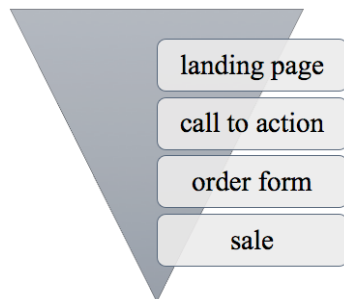 landing page
call to action
order form
sale